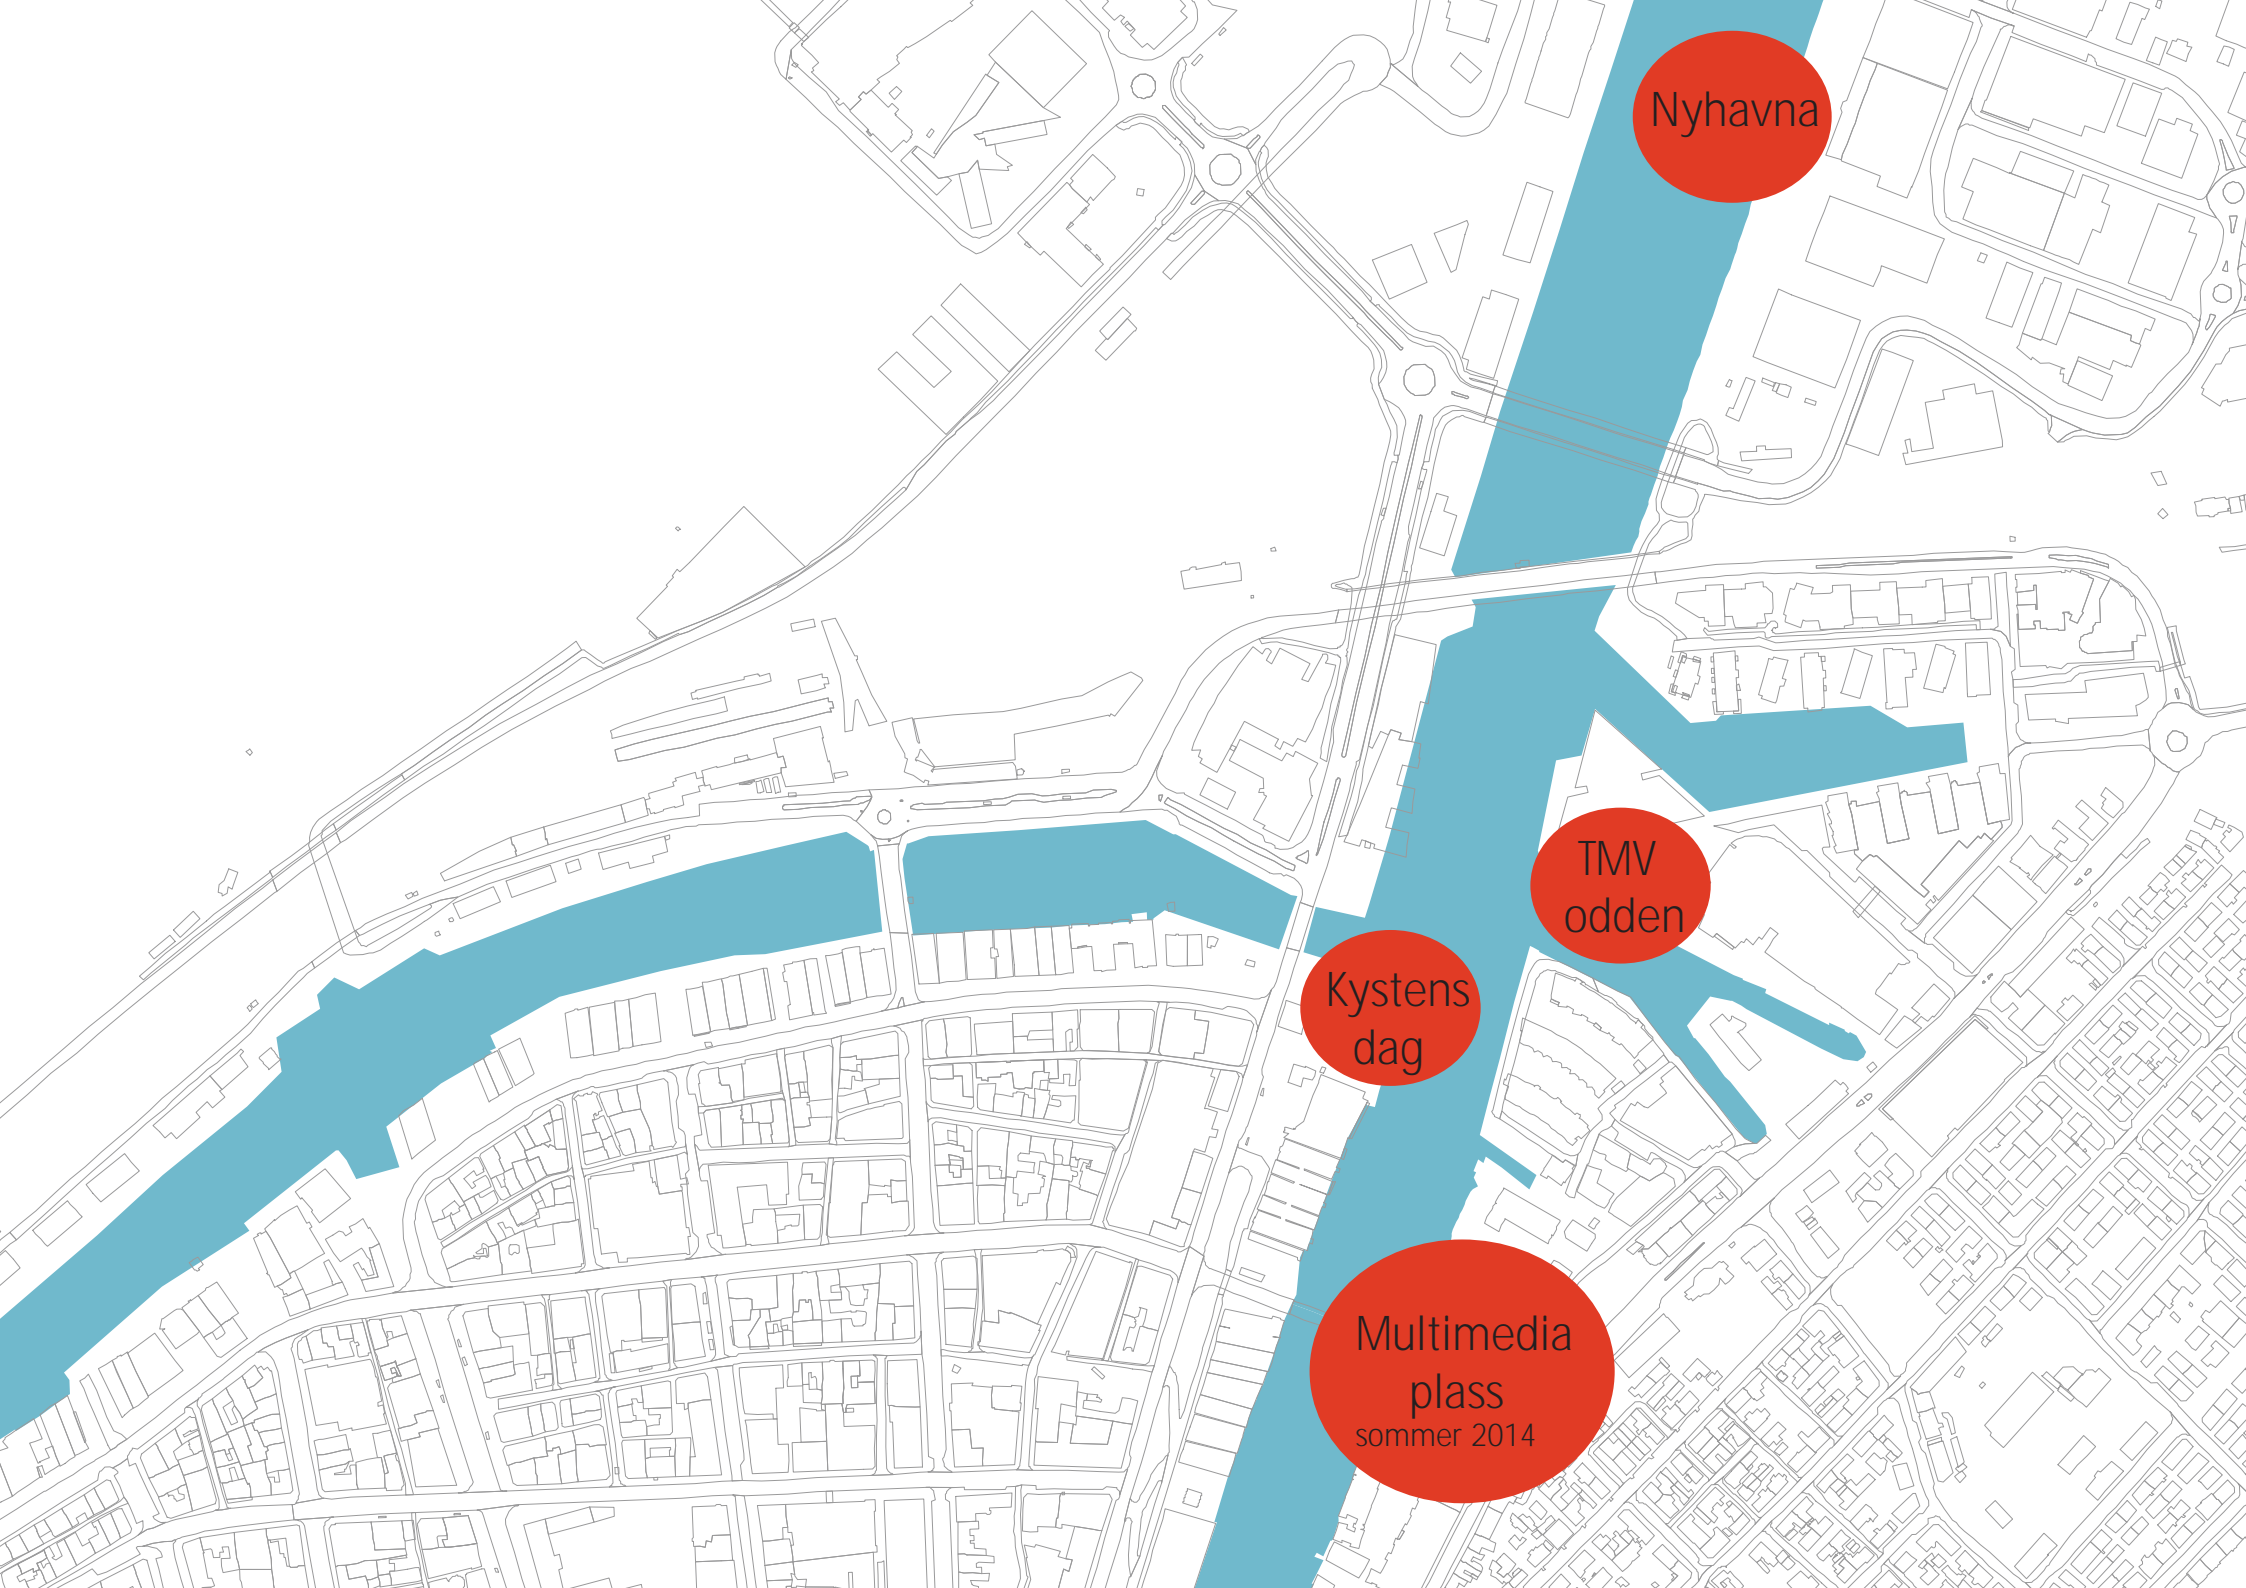 Nyhavna
TMV
odden
Kystens
dag
Multimedia
plass
sommer 2014